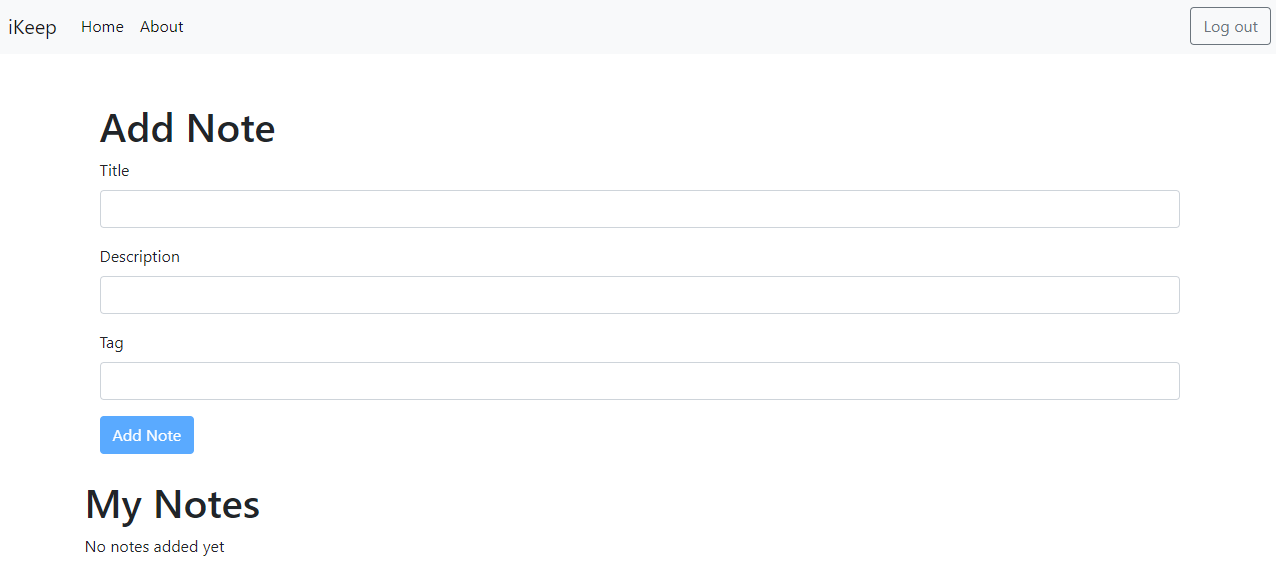 iKeep Home About Log out
Add Note
Title
Description
Tag
Add Note
My Notes
No notes added yet